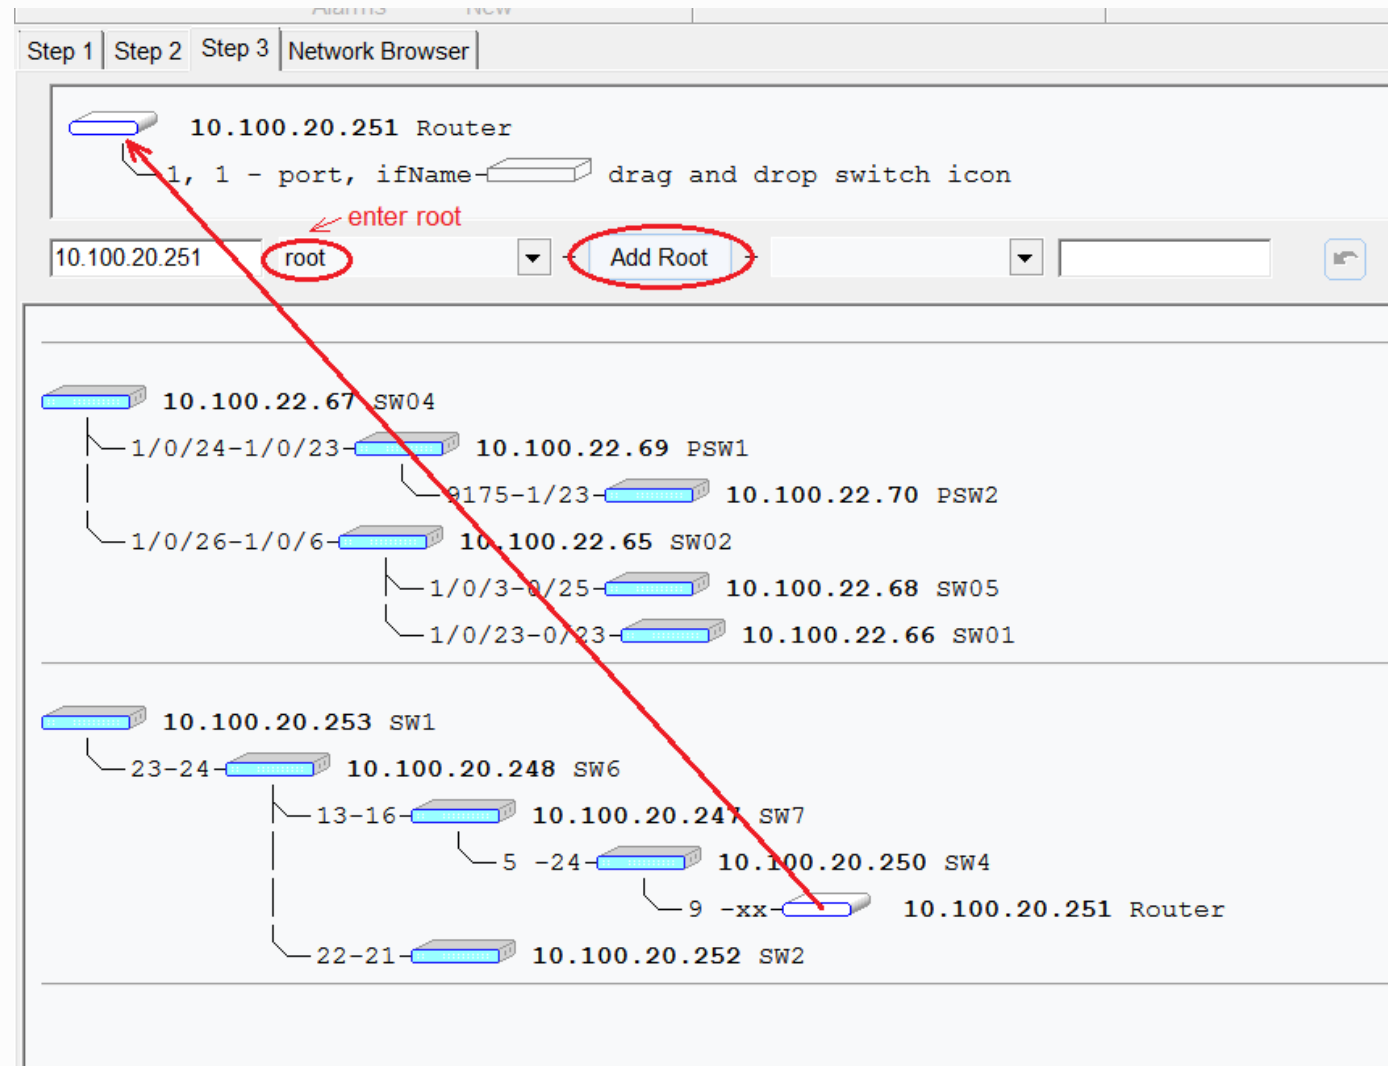 Alarms New
Step 1 Step 2 Step 3 Network Browser
10.100.20.251 Router
1, 1 - port, ifName- drag and drop switch icon
enter root
10.100.20.251 root Add Root
10.100.22.67 SW04
1/0/24-1/0/23- 10.100.22.69 PSW1
9175-1/23- 10.100.22.70 PSW2
1/0/26-1/0/6- 10.100.22.65 SW02
1/0/3-0/25- 10.100.22.68 SW05
1/0/23-0/23- 10.100.22.66 SW01
10.100.20.253 SW1
23-24- 10.100.20.248 SW6
13-16- 10.100.20.247 SW7
5 -24- 10.100.20.250 SW4
9 -xx- 10.100.20.251 Router
22-21- 10.100.20.252 SW2